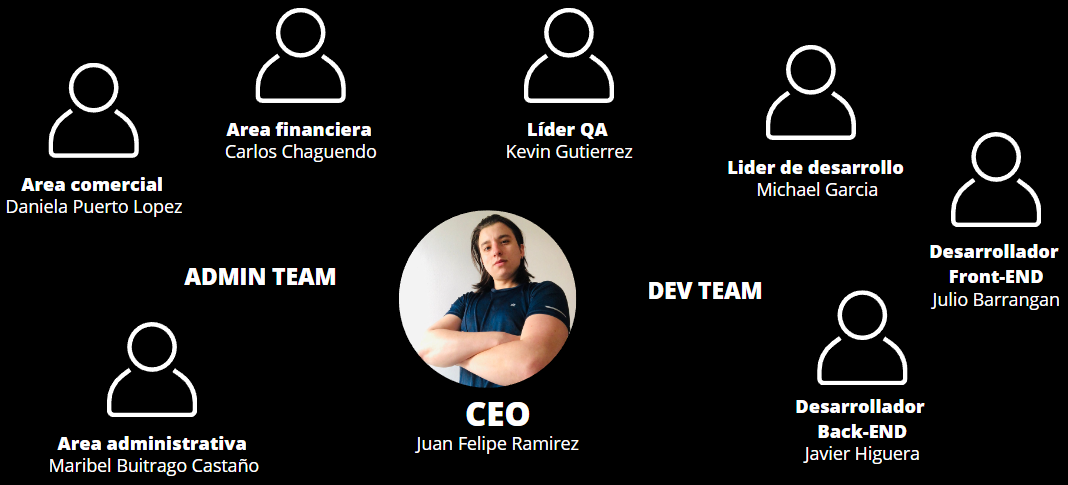 Area financiera
Carlos Chaguendo
Líder QA
Kevin Gutierrez
Lider de desarrollo
Michael Garcia
Area comercial
Daniela Puerto Lopez
Desarrollador
Front-END
Julio Barrangan
ADMIN TEAM
DEV TEAM
CEO
Juan Felipe Ramirez
Desarrollador
Back-END
Javier Higuera
Area administrativa
Maribel Buitrago Castaño